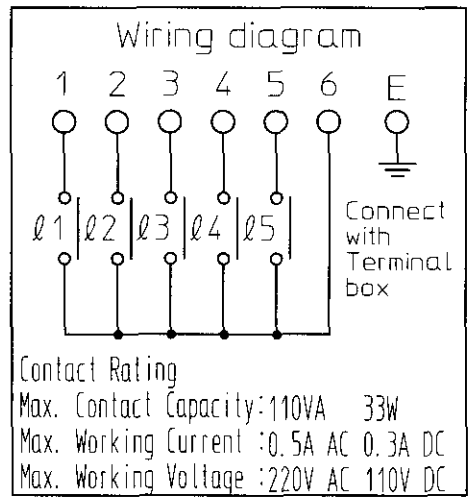 Wiring diagram
1 2 3 4 5 6 E
ℓ1 ℓ2 ℓ3 ℓ4 ℓ5
Connect
with
Terminal
box
Contact Rating
Max. Contact Capacity:110VA 33W
Max. Working Current :0.5A AC 0.3A DC
Max. Working Voltage :220V AC 110V DC